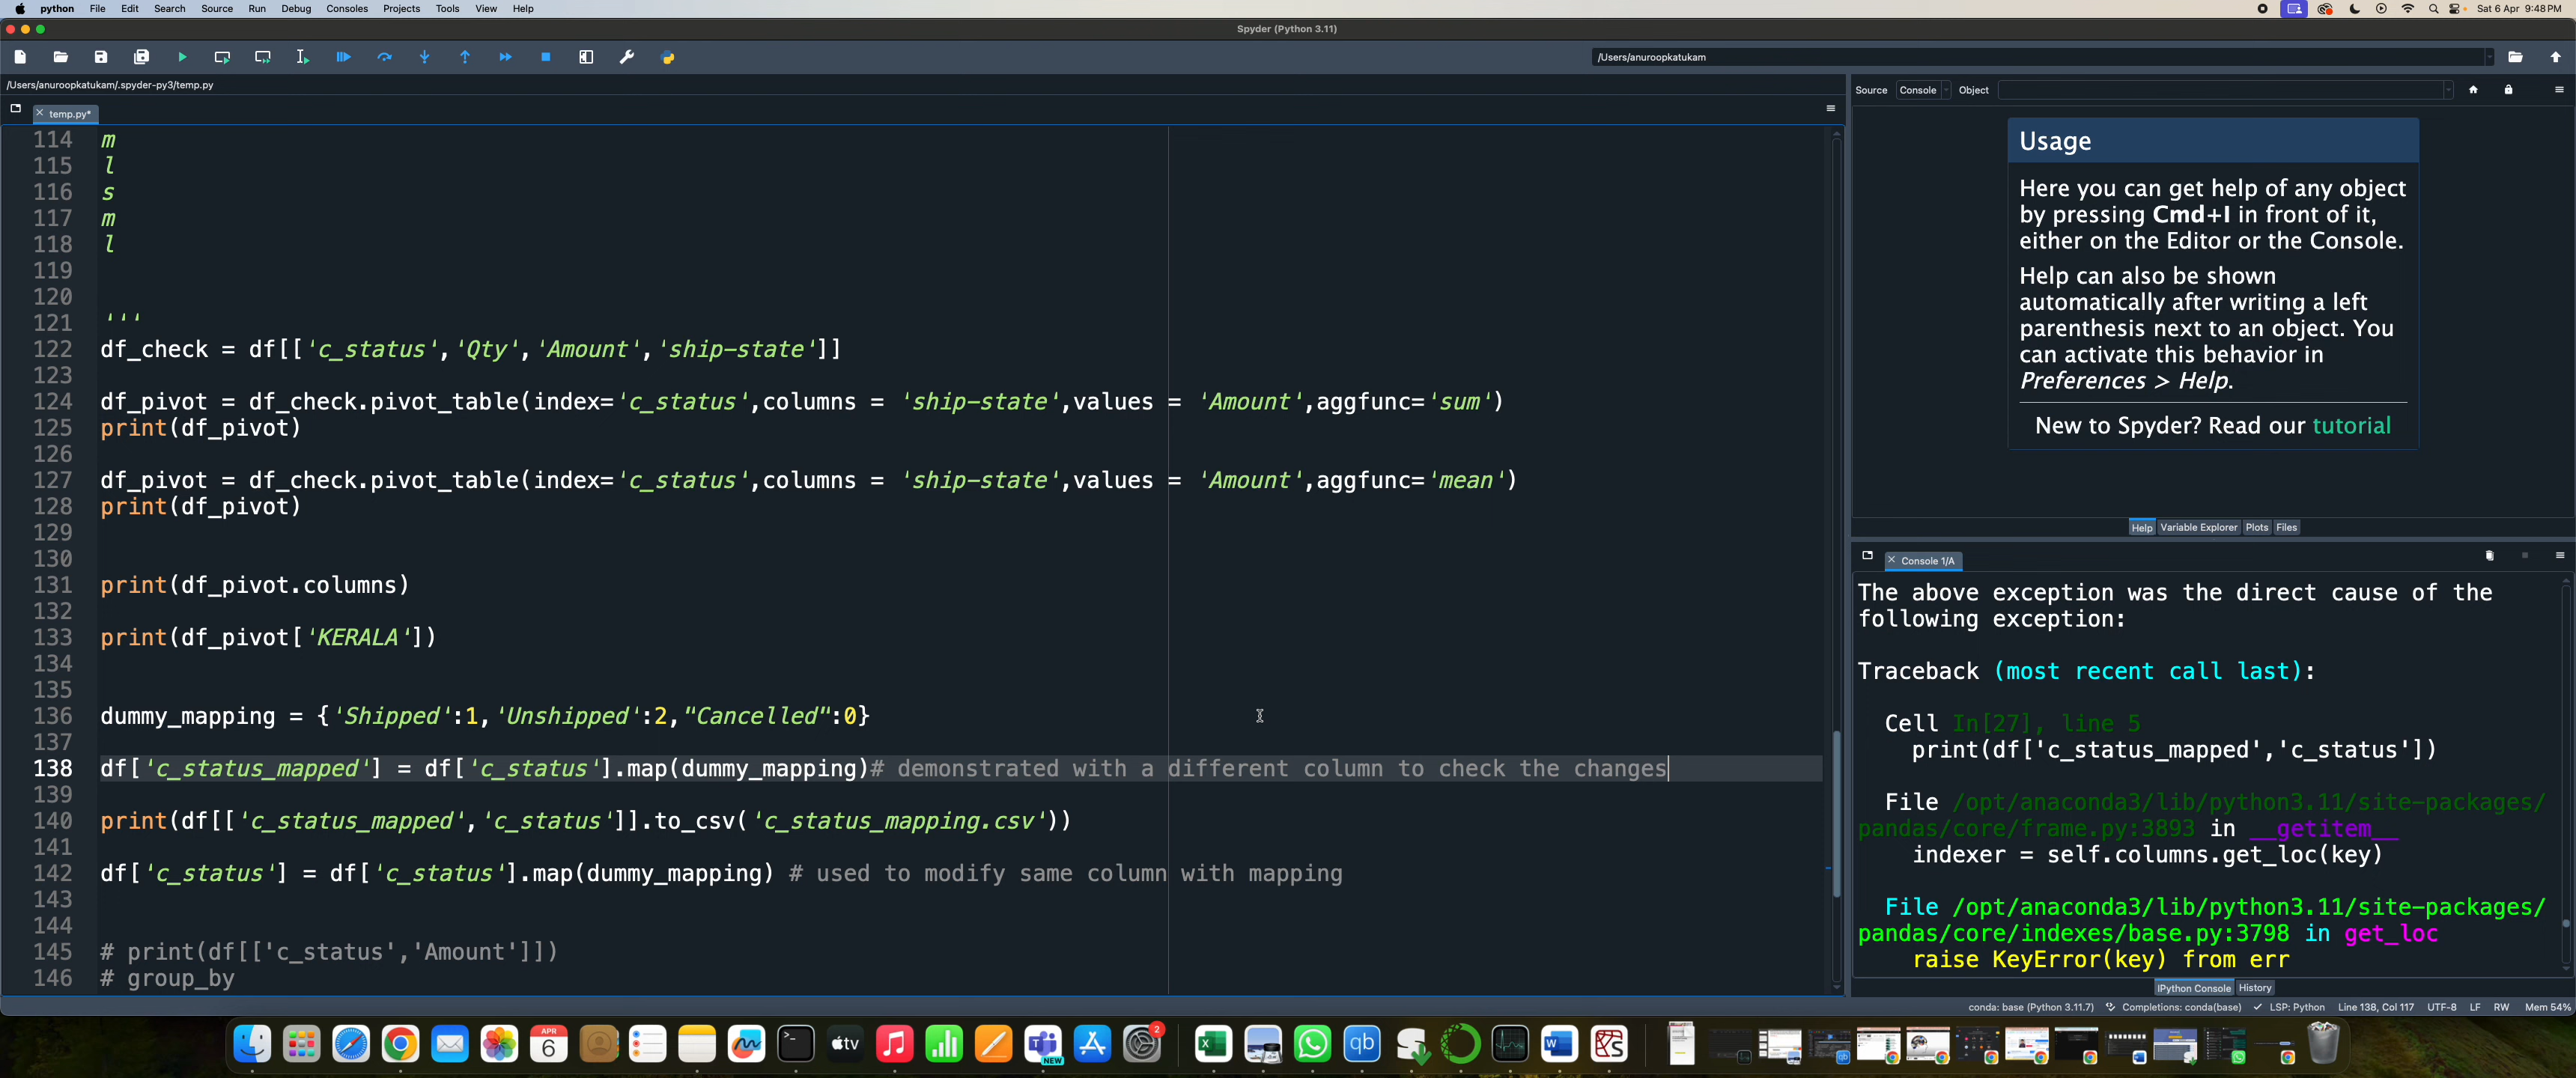 python File Edit Search Source Run Debug Consoles Projects Tools View Help
Sat 6 Apr 9:48 PM
Spyder (Python 3.11)
/Users/anuroopkatukam
/Users/anuroopkatukam/.spyder-py3/temp.py
Source Console Object
temp.py*
114 m
115 l
116 s
117 m
118 l
119
120
121 '''
122 df_check = df[['c_status','Qty','Amount','ship-state']]
123
124 df_pivot = df_check.pivot_table(index='c_status',columns = 'ship-state',values = 'Amount',aggfunc='sum')
125 print(df_pivot)
126
127 df_pivot = df_check.pivot_table(index='c_status',columns = 'ship-state',values = 'Amount',aggfunc='mean')
128 print(df_pivot)
129
130
131 print(df_pivot.columns)
132
133 print(df_pivot['KERALA'])
134
135
136 dummy_mapping = {'Shipped':1,'Unshipped':2,"Cancelled":0}
137
138 df['c_status_mapped'] = df['c_status'].map(dummy_mapping)# demonstrated with a different column to check the changes
139
140 print(df[['c_status_mapped','c_status']].to_csv('c_status_mapping.csv'))
141
142 df['c_status'] = df['c_status'].map(dummy_mapping) # used to modify same column with mapping
143
144
145 # print(df[['c_status','Amount']])
146 # group_by
Usage
Here you can get help of any object
by pressing Cmd+I in front of it,
either on the Editor or the Console.
Help can also be shown
automatically after writing a left
parenthesis next to an object. You
can activate this behavior in
Preferences > Help.
New to Spyder? Read our tutorial
Help Variable Explorer Plots Files
Console 1/A
The above exception was the direct cause of the
following exception:
Traceback (most recent call last):
Cell In[27], line 5
print(df['c_status_mapped','c_status'])
File /opt/anaconda3/lib/python3.11/site-packages/
pandas/core/frame.py:3893 in __getitem__
indexer = self.columns.get_loc(key)
File /opt/anaconda3/lib/python3.11/site-packages/
pandas/core/indexes/base.py:3798 in get_loc
raise KeyError(key) from err
IPython Console History
conda: base (Python 3.11.7) Completions: conda(base) LSP: Python Line 138, Col 117 UTF-8 LF RW Mem 54%
APR
6
tv
NEW
2
qb
W